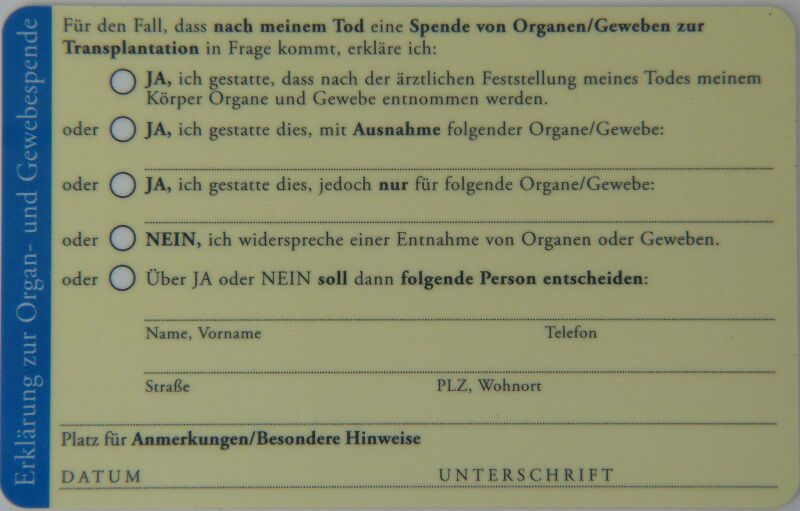 Erklärung zur Organ- und Gewebespende
Für den Fall, dass nach meinem Tod eine Spende von Organen/Geweben zur
Transplantation in Frage kommt, erkläre ich:
JA, ich gestatte, dass nach der ärztlichen Feststellung meines Todes meinem
Körper Organe und Gewebe entnommen werden.
oder JA, ich gestatte dies, mit Ausnahme folgender Organe/Gewebe:
oder JA, ich gestatte dies, jedoch nur für folgende Organe/Gewebe:
oder NEIN, ich widerspreche einer Entnahme von Organen oder Geweben.
oder Über JA oder NEIN soll dann folgende Person entscheiden:
Name, Vorname Telefon
Straße PLZ, Wohnort
Platz für Anmerkungen/Besondere Hinweise
DATUM UNTERSCHRIFT